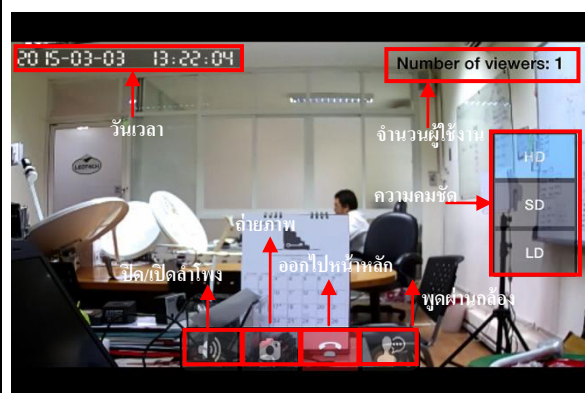 2015-03-03 13:22:04
Number of viewers: 1
วันเวลา
จำนวนผู้ใช้งาน
HD
ความคมชัด
SD
ถ่ายภาพ
LD
ปิด/เปิดลำโพง
ออกไปหน้าหลัก
พูดผ่านกล้อง